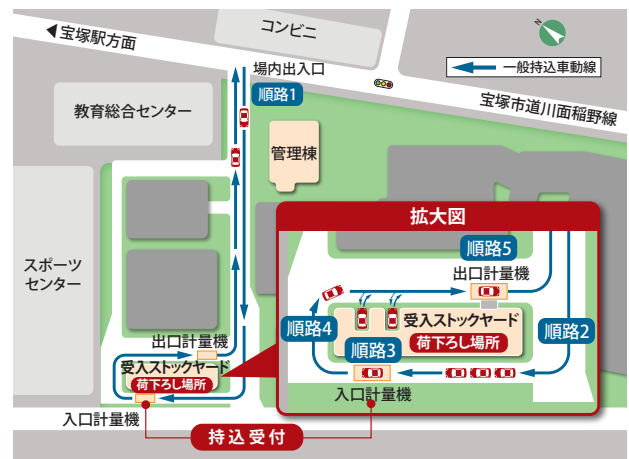 ◀宝塚駅方面
コンビニ
N
一般持込車動線
場内出入口
順路1
宝塚市道川面稲野線
教育総合センター
管理棟
拡大図
順路5
出口計量機
スポーツ
センター
受入ストックヤード
荷下ろし場所
順路4
順路2
順路3
入口計量機
出口計量機
受入ストックヤード
荷下ろし場所
入口計量機
持込受付